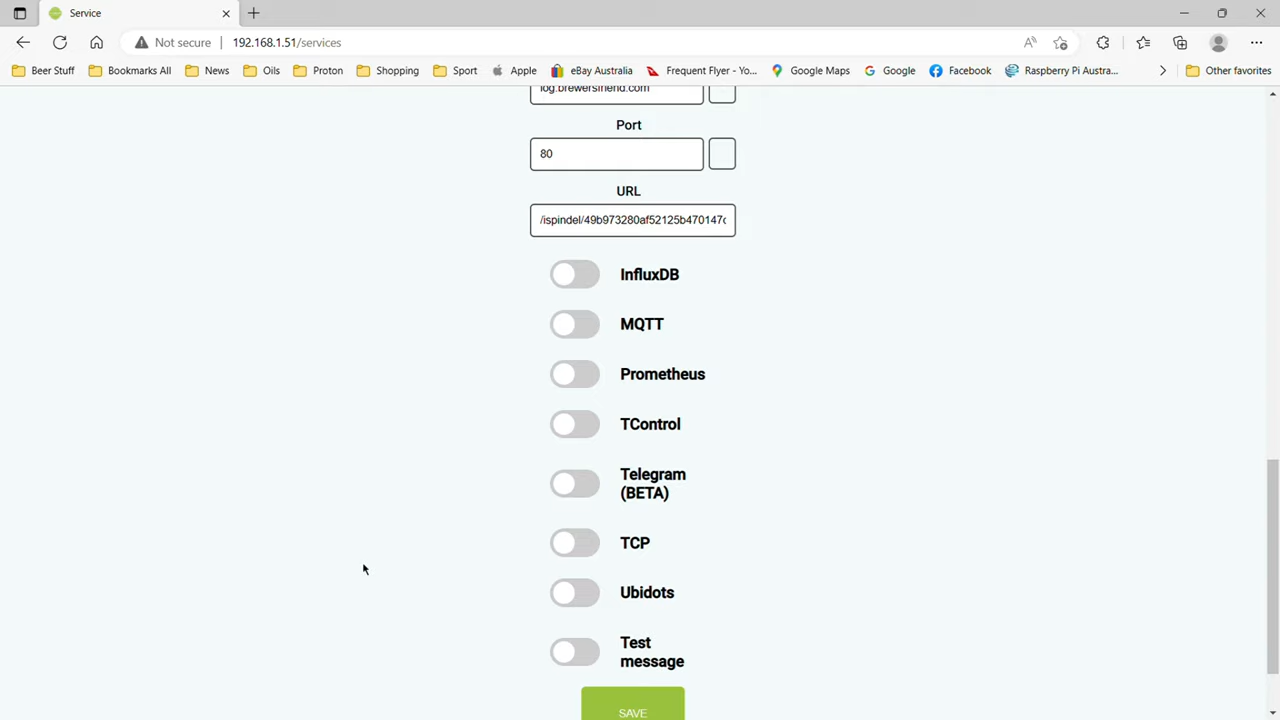 Service
Not secure
192.168.1.51/services
Beer Stuff
Bookmarks All
News
Oils
Proton
Shopping
Sport
Apple
eBay Australia
Frequent Flyer - Yo...
Google Maps
Google
Facebook
Raspberry Pi Austra...
Other favorites
log.brewersfriend.com
Port
80
URL
/ispindel/49b973280af52125b470147c
InfluxDB
MQTT
Prometheus
TControl
Telegram
(BETA)
TCP
Ubidots
Test
message
SAVE